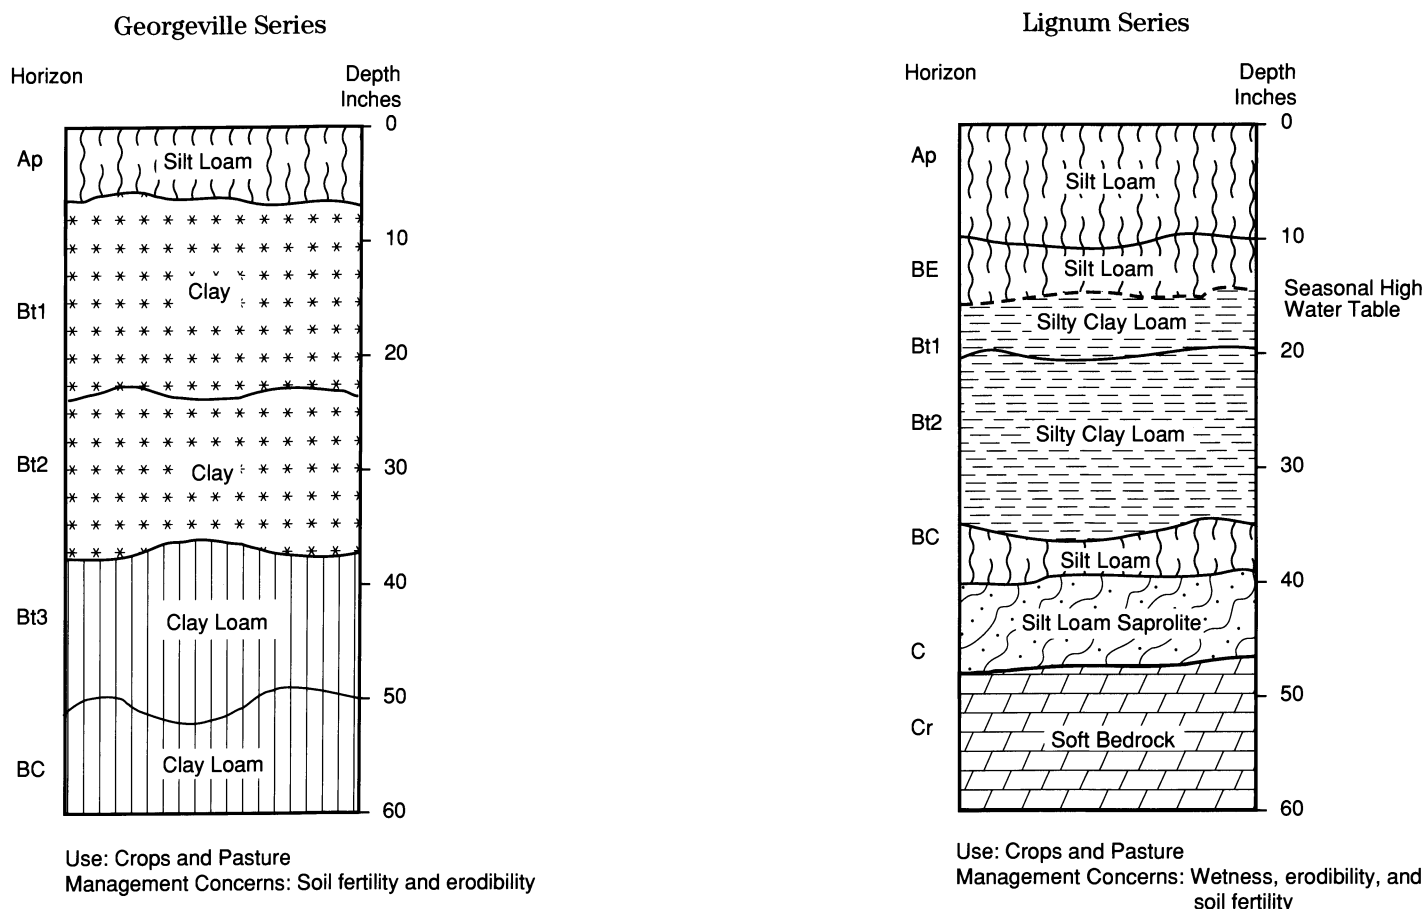 Georgeville Series
Horizon
Depth
Inches
0
Ap
Silt Loam
10
Clay
Bt1
20
Bt2
Clay
30
40
Bt3
Clay Loam
50
BC
Clay Loam
60
Use: Crops and Pasture
Management Concerns: Soil fertility and erodibility
Lignum Series
Horizon
Depth
Inches
0
Ap
Silt Loam
10
BE
Silt Loam
Seasonal High
Water Table
Silty Clay Loam
Bt1
20
Bt2
Silty Clay Loam
30
BC
Silt Loam
40
Silt Loam Saprolite
C
50
Cr
Soft Bedrock
60
Use: Crops and Pasture
Management Concerns: Wetness, erodibility, and
soil fertility